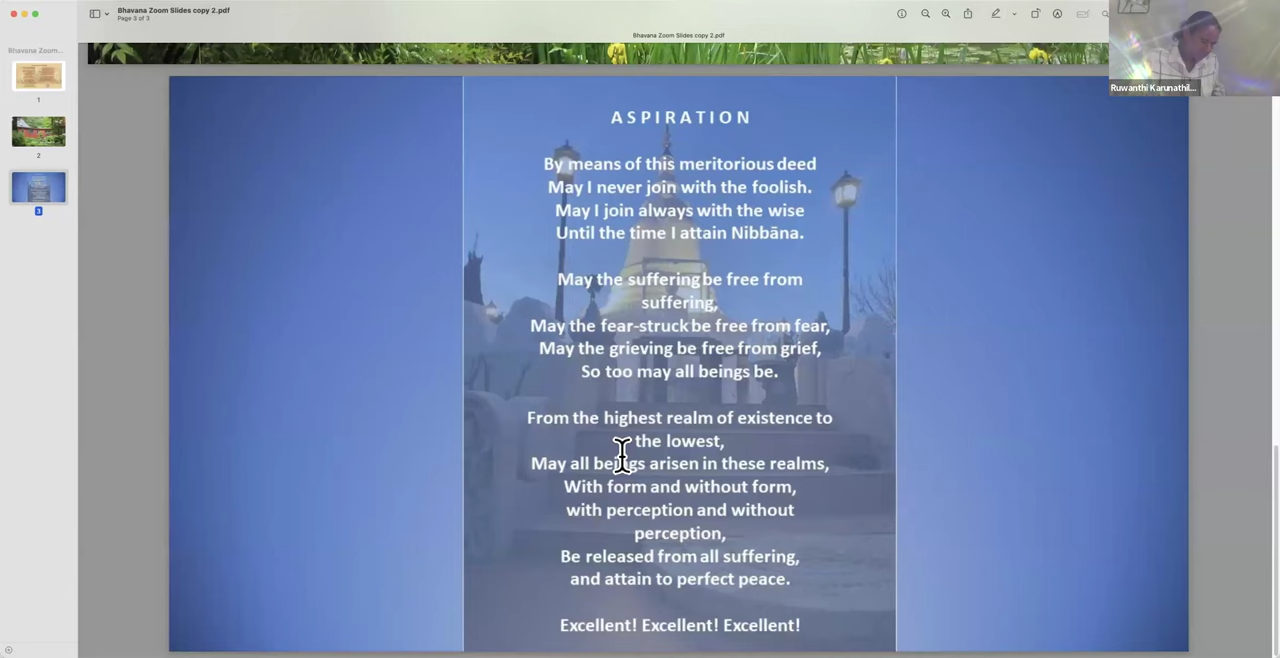 Bhavana Zoom Slides copy 2.pdf
Page 3 of 3
Bhavana Zoom Slides copy 2.pdf
Bhavana Zoom...
1
2
3
ASPIRATION
By means of this meritorious deed
May I never join with the foolish.
May I join always with the wise
Until the time I attain Nibbāna.
May the suffering be free from
suffering,
May the fear-struck be free from fear,
May the grieving be free from grief,
So too may all beings be.
From the highest realm of existence to
the lowest,
May all beings arisen in these realms,
With form and without form,
with perception and without
perception,
Be released from all suffering,
and attain to perfect peace.
Excellent! Excellent! Excellent!
Ruwanthi Karunathil...